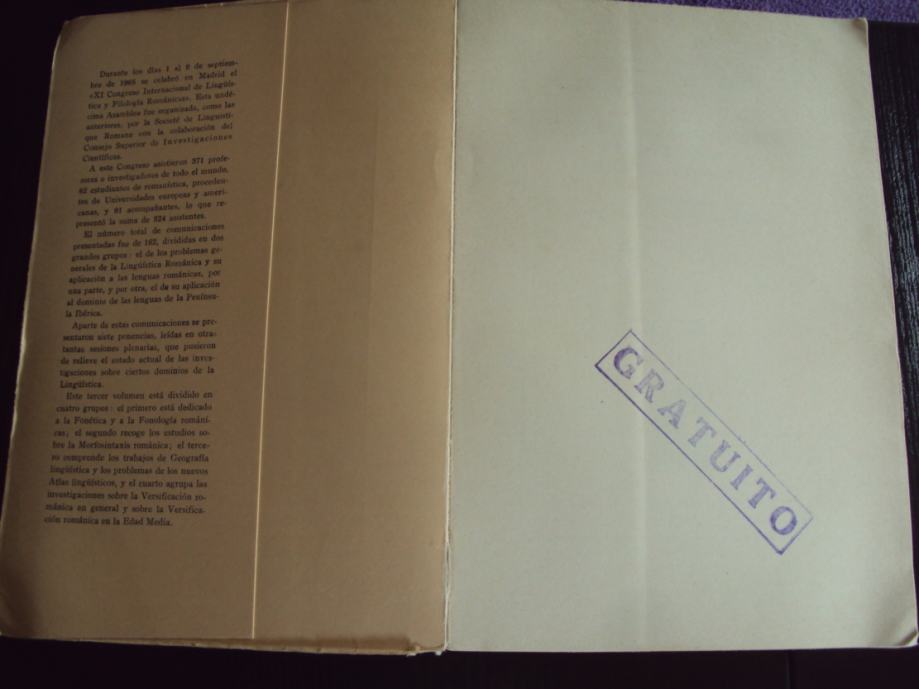 Durante los días 1 al 9 de septiem-
bre de 1965 se celebró en Madrid el
«XI Congreso Internacional de Lingüís-
tica y Filología Románicas». Esta undé-
cima Asamblea fue organizada, como las
anteriores, por la Societé de Linguisti-
que Romane con la colaboración del
Consejo Superior de Investigaciones
Científicas.
A este Congreso asistieron 371 profe-
sores o investigadores de todo el mundo,
62 estudiantes de romanística, proceden-
tes de Universidades europeas y ameri-
canas, y 91 acompañantes, lo que re-
presentó la suma de 524 asistentes.
El número total de comunicaciones
presentadas fue de 162, divididas en dos
grandes grupos: el de los problemas ge-
nerales de la Lingüística Románica y su
aplicación a las lenguas románicas, por
una parte, y por otra, el de su aplicación
al dominio de las lenguas de la Penínsu-
la Ibérica.
Aparte de estas comunicaciones se pre-
sentaron siete ponencias, leídas en otras
tantas sesiones plenarias, que pusieron
de relieve el estado actual de las inves-
tigaciones sobre ciertos dominios de la
Lingüística.
Este tercer volumen está dividido en
cuatro grupos: el primero está dedicado
a la Fonética y a la Fonología románi-
cas; el segundo recoge los estudios so-
bre la Morfosintaxis románica; el terce-
ro comprende los trabajos de Geografía
lingüística y los problemas de los nuevos
Atlas lingüísticos, y el cuarto agrupa las
investigaciones sobre la Versificación ro-
mánica en general y sobre la Versifica-
ción románica en la Edad Media.
GRATUITO